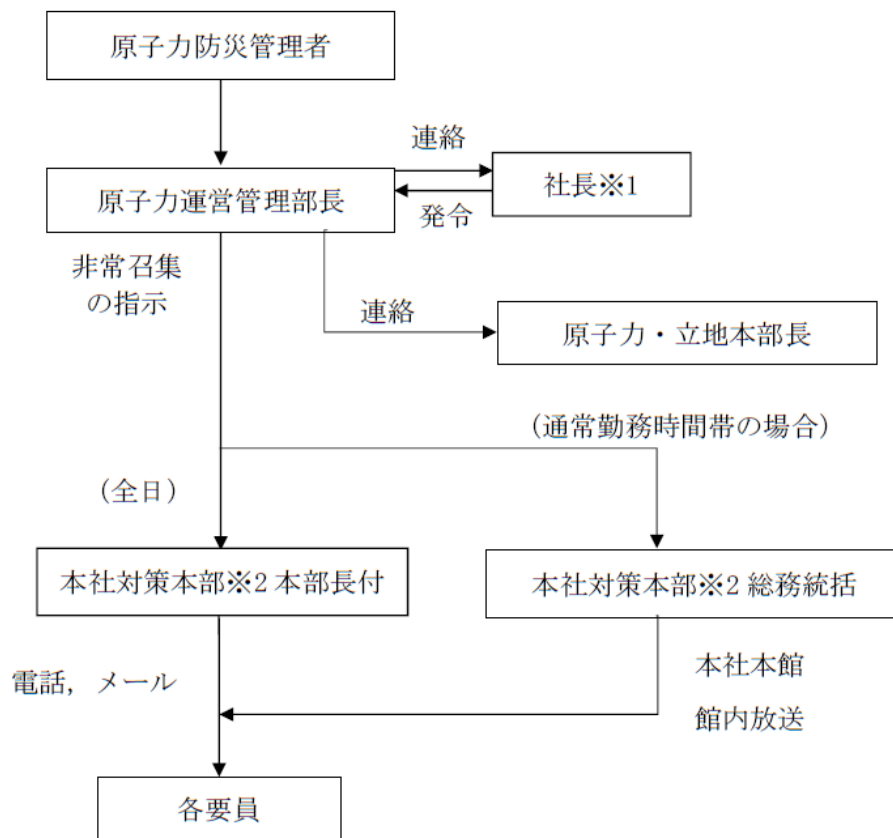 原子力防災管理者
連絡
原子力運営管理部長
社長※1
発令
非常召集
の指示
連絡
原子力・立地本部長
(通常勤務時間帯の場合)
(全日)
本社対策本部※2 本部長付
本社対策本部※2 総務統括
電話，メール
本社本館
館内放送
各要員